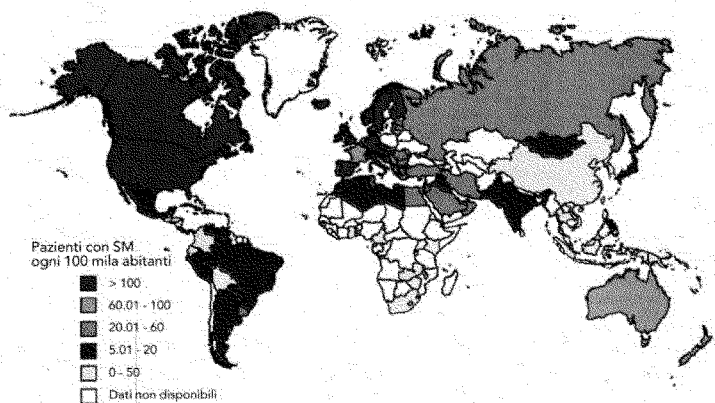 Pazienti con SM
ogni 100 mila abitanti
> 100
60.01 - 100
20.01 - 60
5.01 - 20
0 - 50
Dati non disponibili